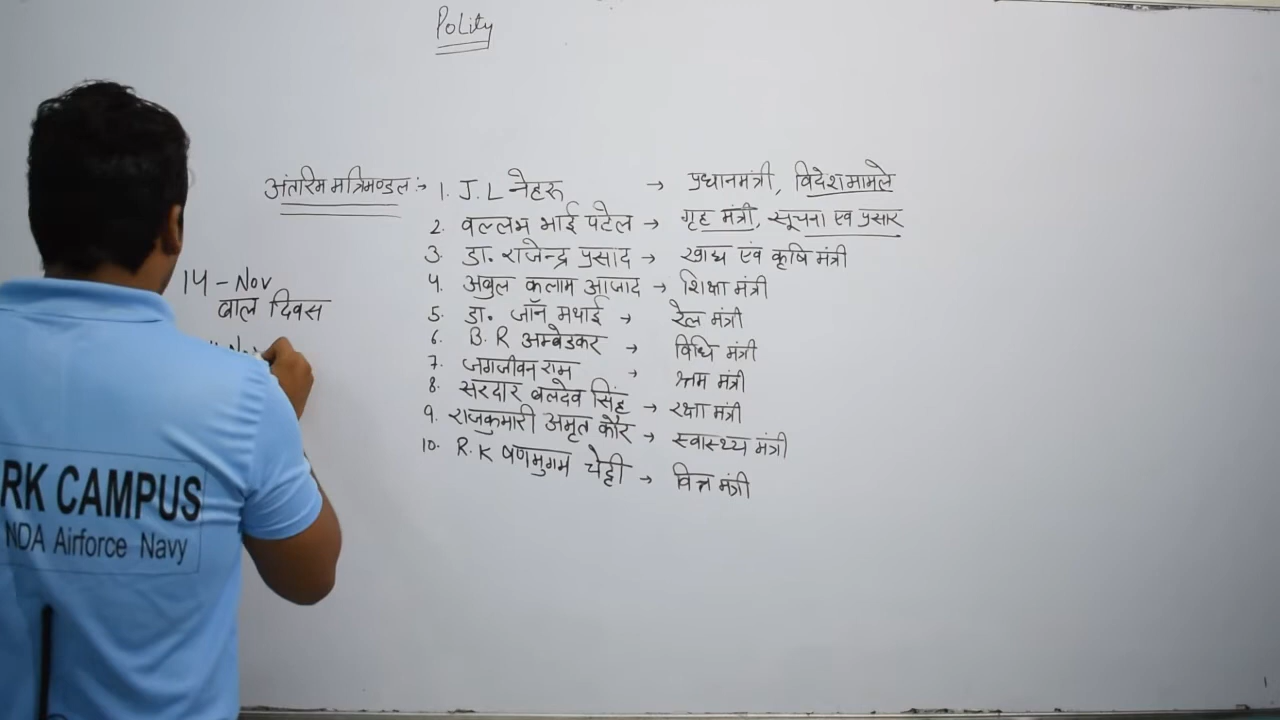 Polity
अंतरिम मत्रिमण्डल :→ 1. J.L नेहरू → प्रधानमंत्री, विदेश मामले
2. वल्लभ भाई पटेल → गृह मंत्री, सूचना एव प्रसार
3. डा. राजेन्द्र प्रसाद → खाद्य एवं कृषि मंत्री
4. अबुल कलाम आजाद → शिक्षा मंत्री
5. डा. जॉन मथाई → रेल मंत्री
6. B.R अम्बेडकर → विधि मंत्री
7. जगजीवन राम → श्रम मंत्री
8. सरदार बलदेव सिंह → रक्षा मंत्री
9. राजकुमारी अमृत कौर → स्वास्थ्य मंत्री
10. R.K षणमुगम चेट्टी → वित्त मंत्री
14 - Nov
बाल दिवस
RK CAMPUS
NDA Airforce Navy